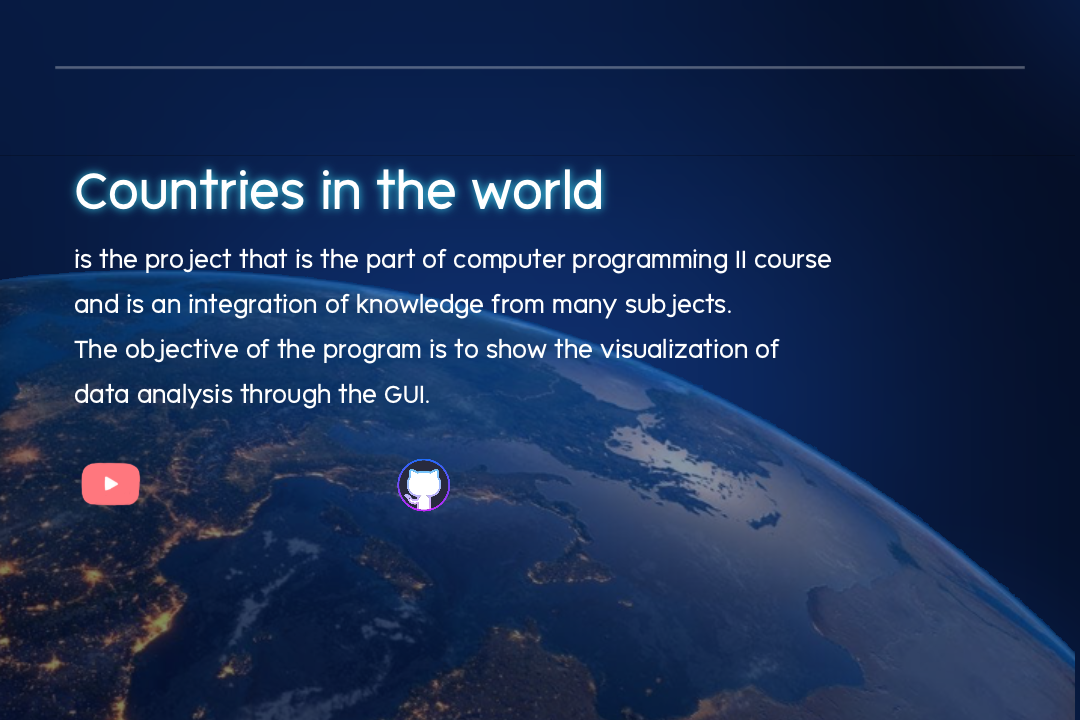 Countries in the world
is the project that is the part of computer programming II course
and is an integration of knowledge from many subjects.
The objective of the program is to show the visualization of
data analysis through the GUI.